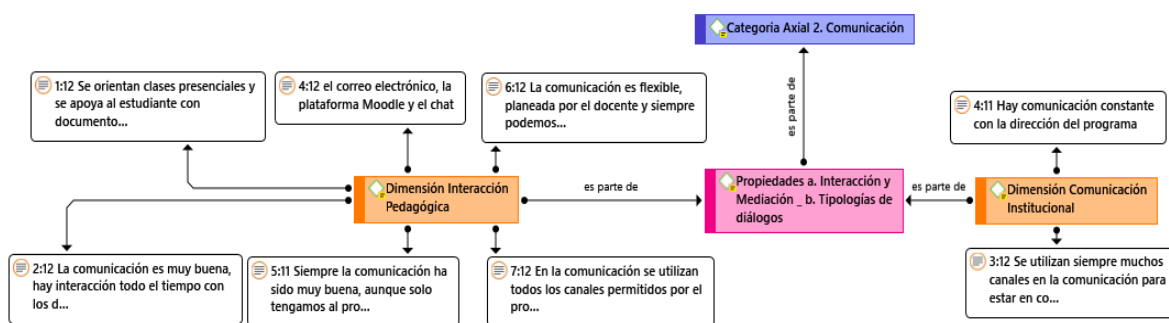 Categoria Axial 2. Comunicación
1:12 Se orientan clases presenciales y
se apoya al estudiante con
documento...
4:12 el correo electrónico, la
plataforma Moodle y el chat
6:12 La comunicación es flexible,
planeada por el docente y siempre
podemos...
4:11 Hay comunicación constante
con la dirección del programa
es parte de
Dimensión Interacción
Pedagógica
es parte de
Propiedades a. Interacción y
Mediación _ b. Tipologías de
diálogos
es parte de
Dimensión Comunicación
Institucional
2:12 La comunicación es muy buena,
hay interacción todo el tiempo con
los d...
5:11 Siempre la comunicación ha
sido muy buena, aunque solo
tengamos al pro...
7:12 En la comunicación se utilizan
todos los canales permitidos por el
pro...
3:12 Se utilizan siempre muchos
canales en la comunicación para
estar en co...